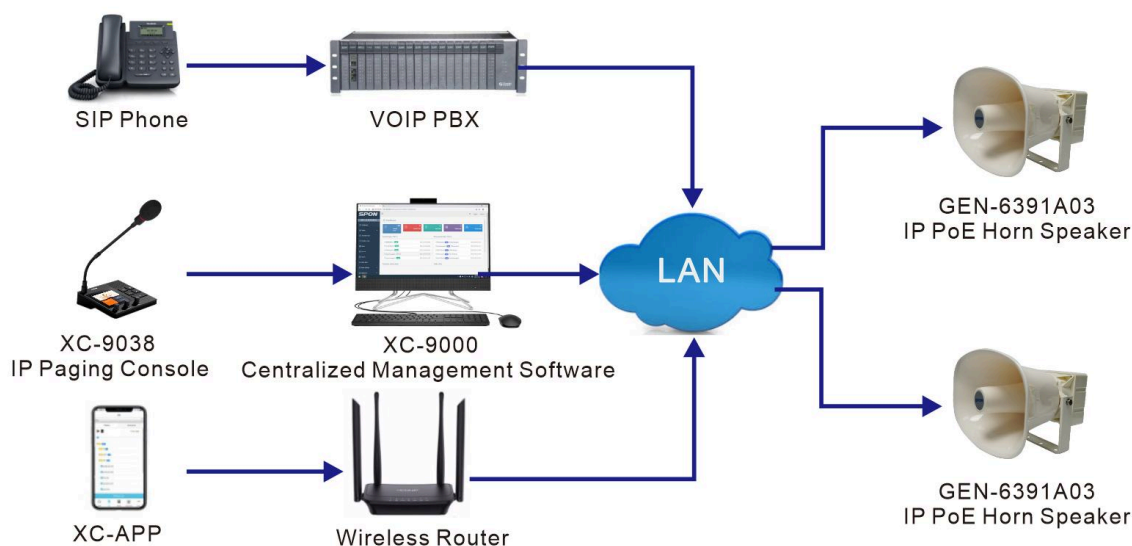 SIP Phone
VOIP PBX
GEN-6391A03
IP PoE Horn Speaker
SPON
LAN
XC-9038
IP Paging Console
XC-9000
Centralized Management Software
XC-APP
Wireless Router
GEN-6391A03
IP PoE Horn Speaker